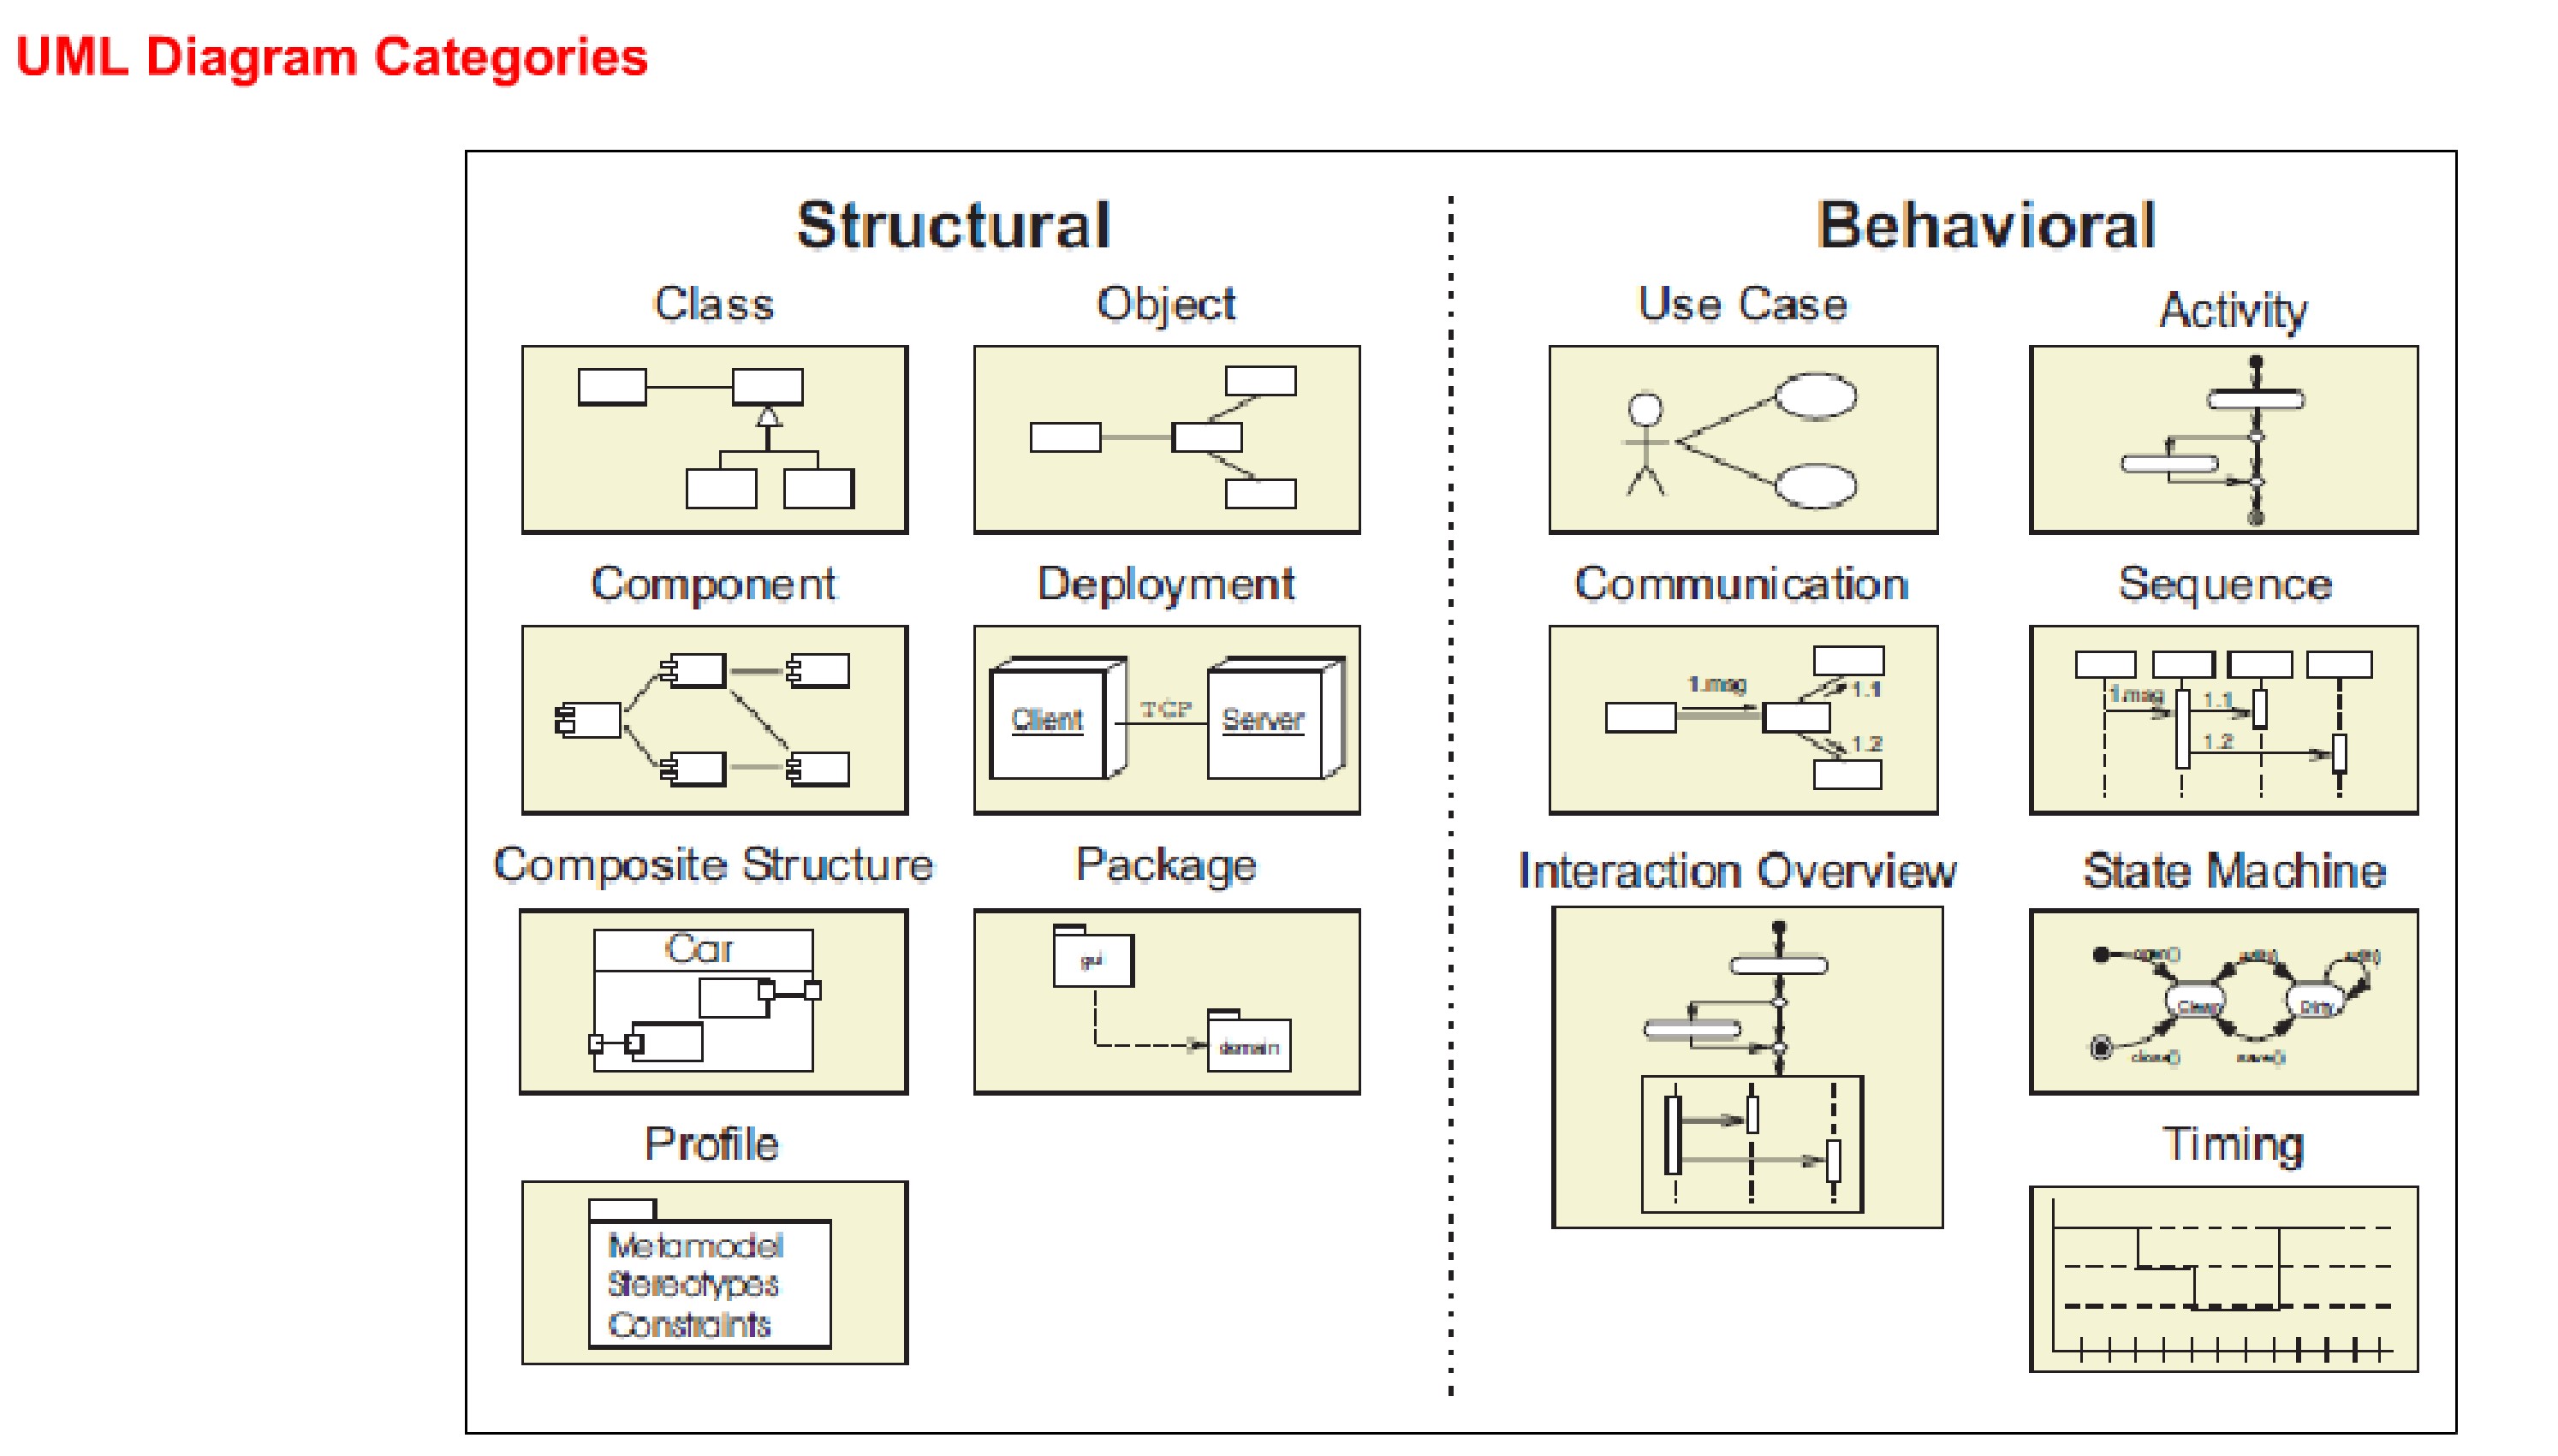 UML Diagram Categories
Structural
Behavioral
Class
Object
Use Case
Activity
Component
Deployment
Communication
Sequence
Client
TCP
Server
1.msg
1.1
1.2
1.msg
1.1
1.2
Composite Structure
Package
Interaction Overview
State Machine
Car
gui
domain
open()
edit()
edit()
Clean
Dirty
close()
save()
Profile
Timing
Metamodel
Stereotypes
Constraints